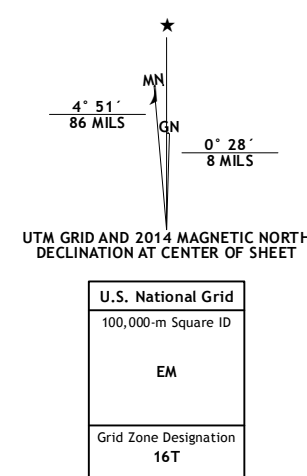 ★
MN
4° 51´
86 MILS
GN
0° 28´
8 MILS
UTM GRID AND 2014 MAGNETIC NORTH
DECLINATION AT CENTER OF SHEET
U.S. National Grid
100,000-m Square ID
EM
Grid Zone Designation
16T